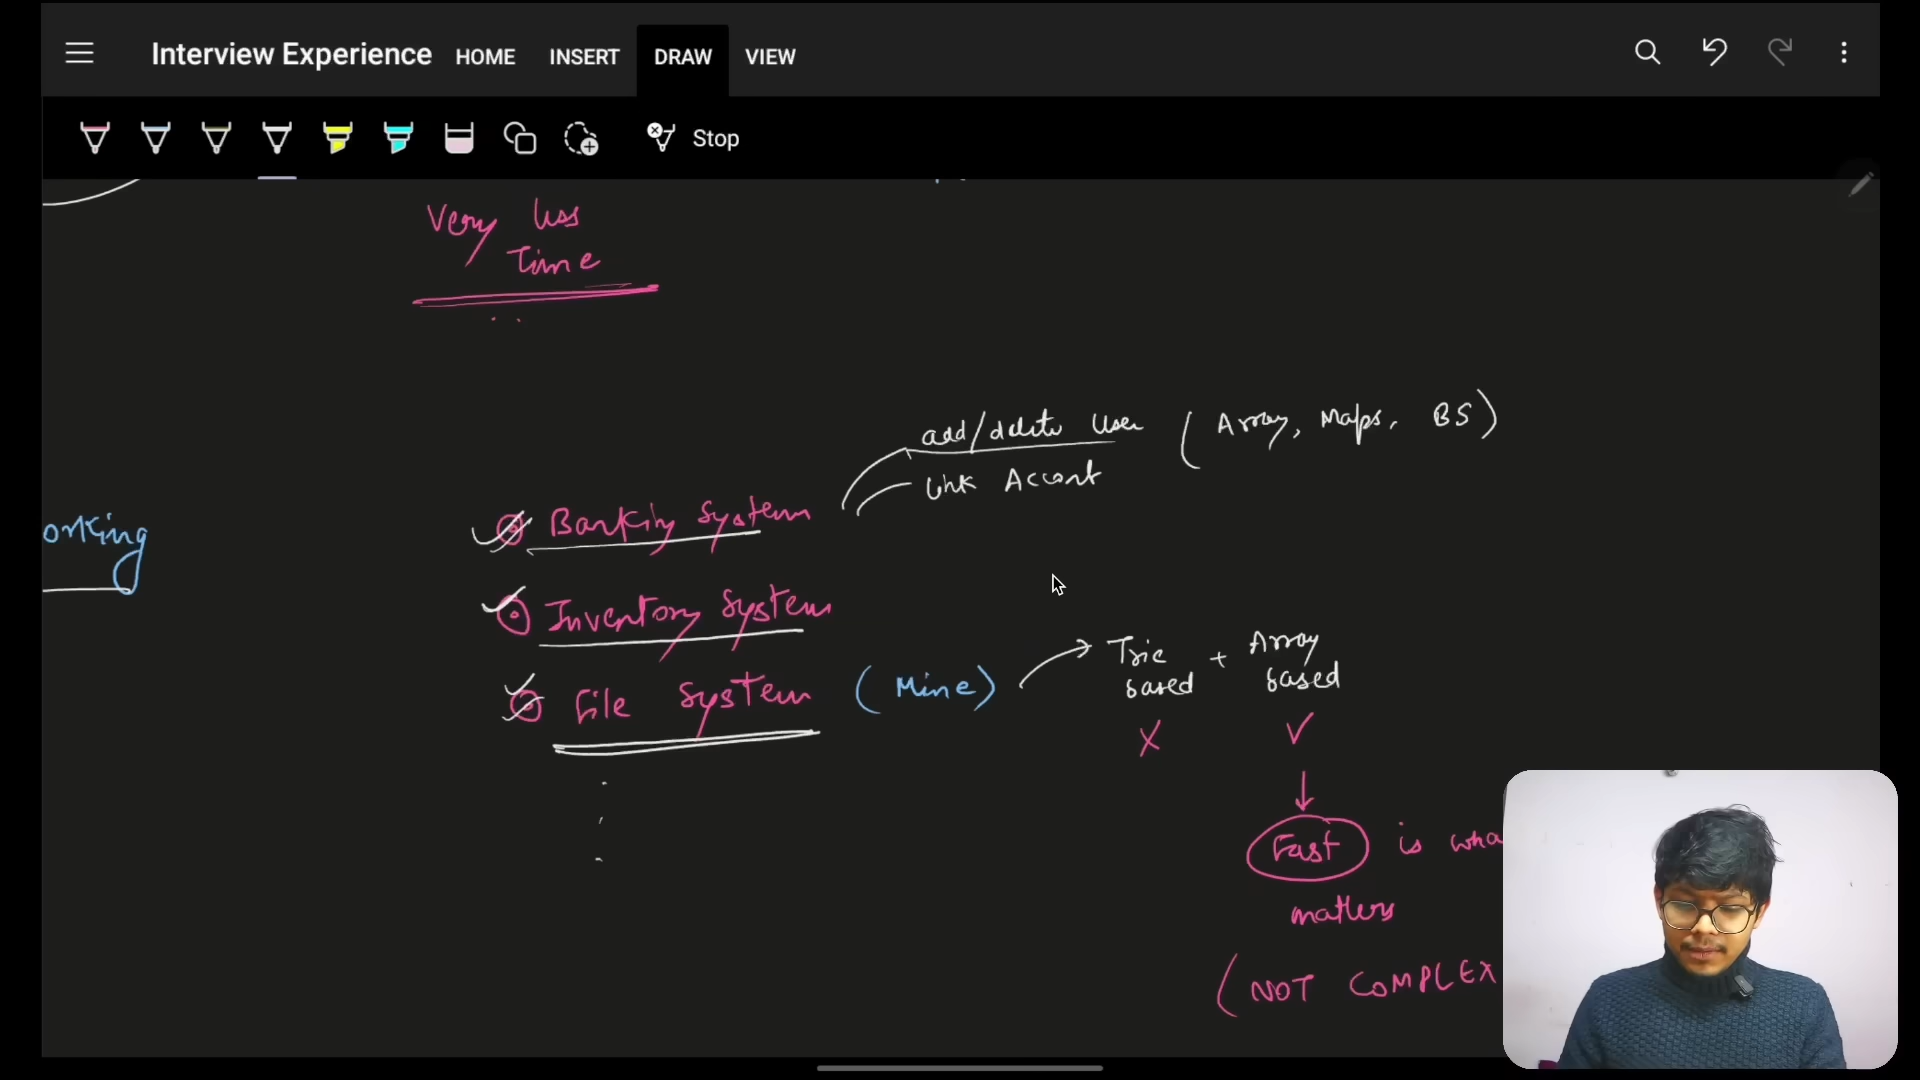 Interview Experience HOME INSERT DRAW VIEW
Stop
Very less
Time
add/delete User (Array, Maps, BS)
Account
orking
Banking System
Inventory System
File System (Mine)
Trie based + Array based
X ✓
Fast is wha
matters
(NOT COMPLEX